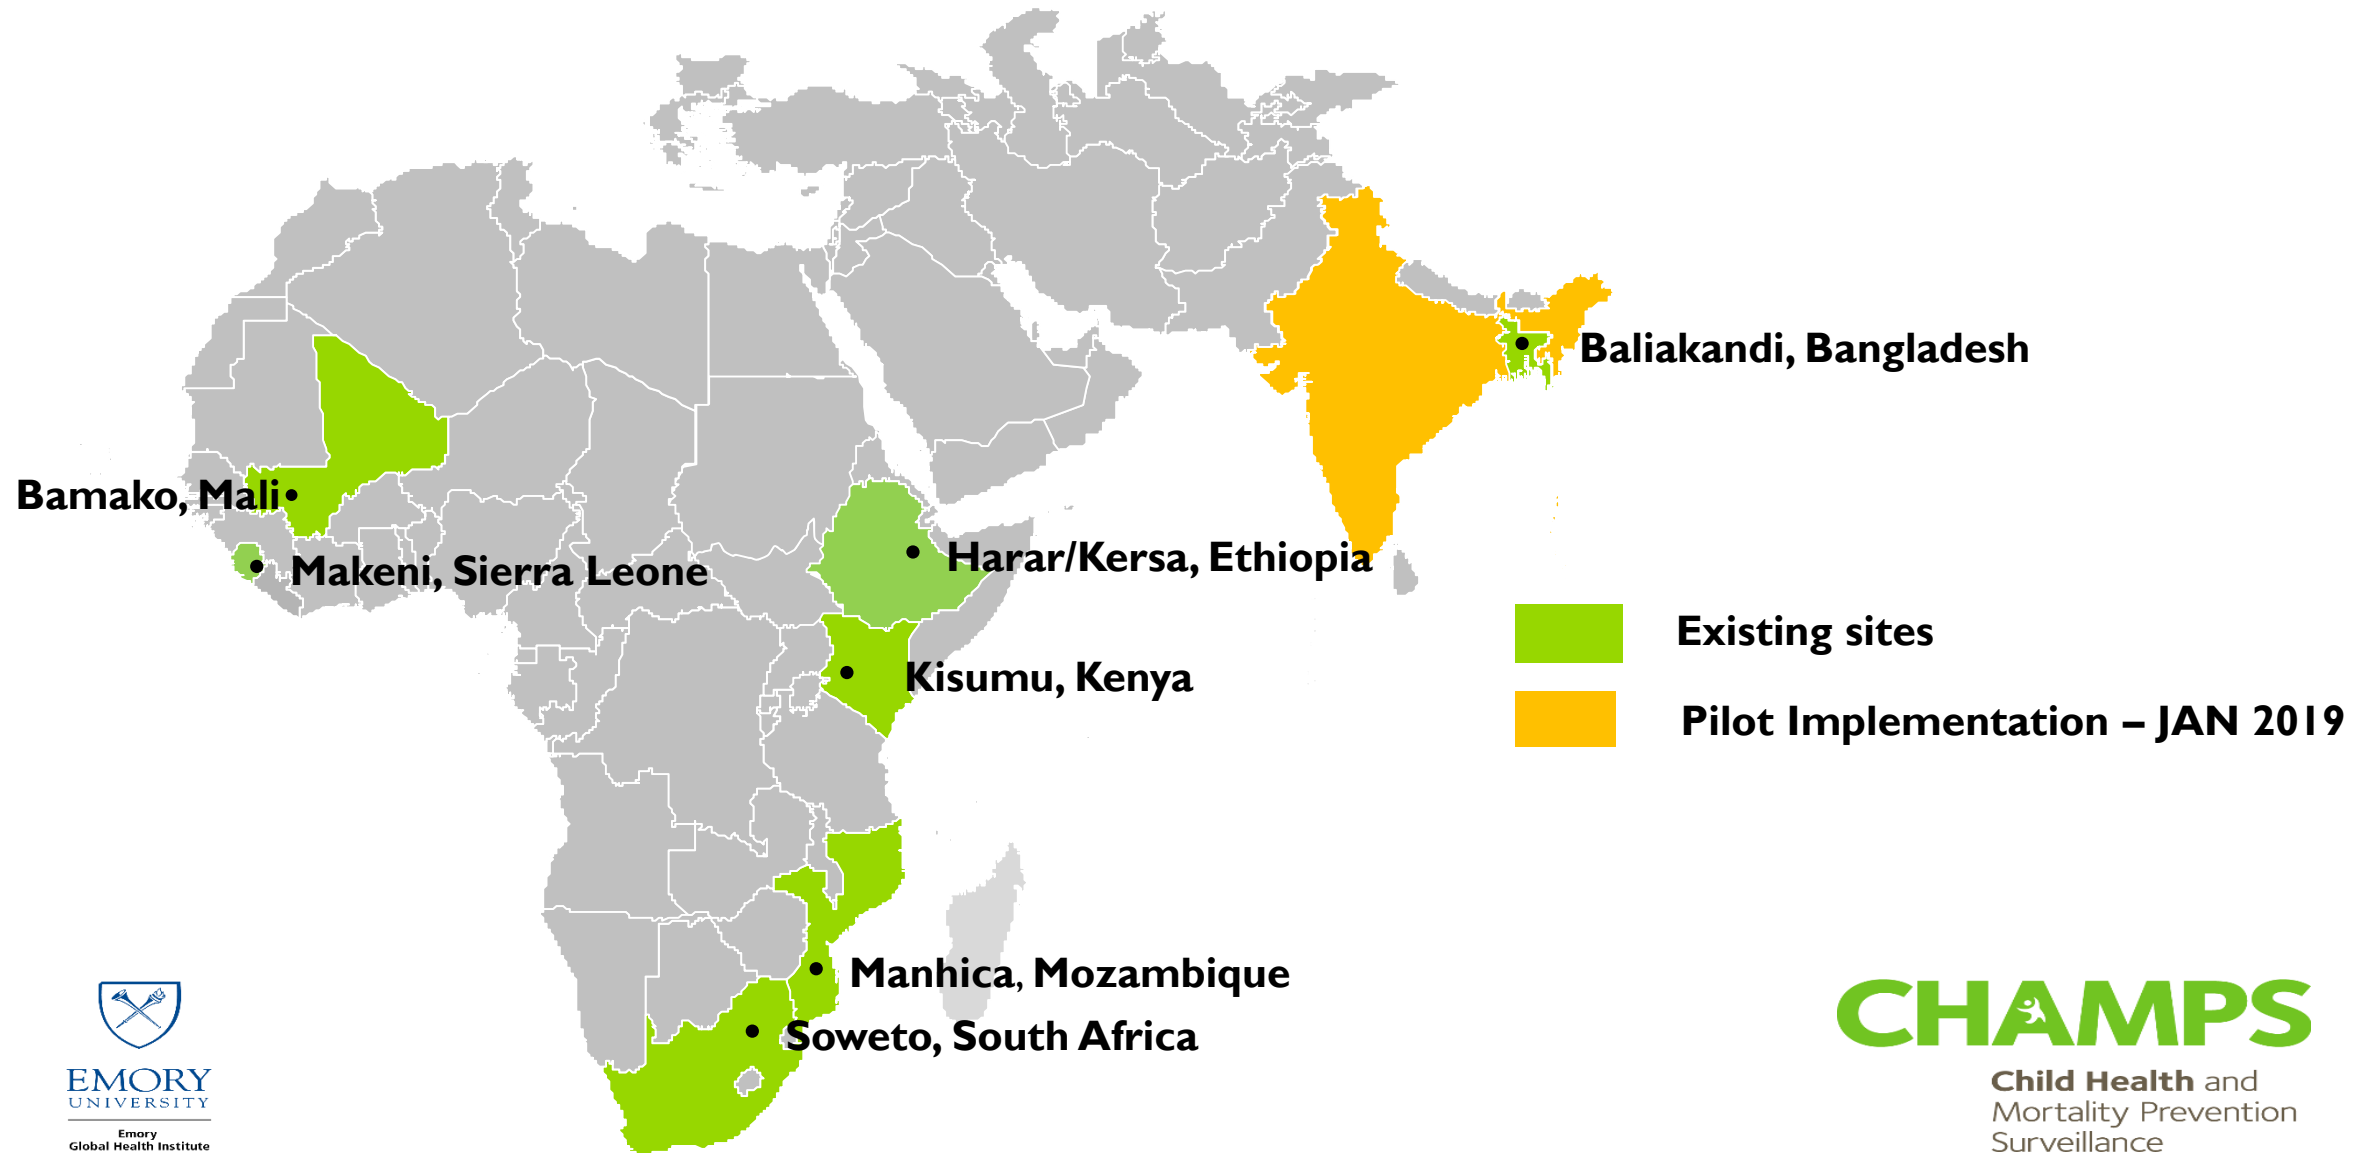 Baliakandi, Bangladesh
Bamako, Mali
Makeni, Sierra Leone
Harar/Kersa, Ethiopia
Existing sites
Kisumu, Kenya
Pilot Implementation – JAN 2019
Manhica, Mozambique
Soweto, South Africa
EMORY
UNIVERSITY
Emory
Global Health Institute
CHAMPS
Child Health and
Mortality Prevention
Surveillance